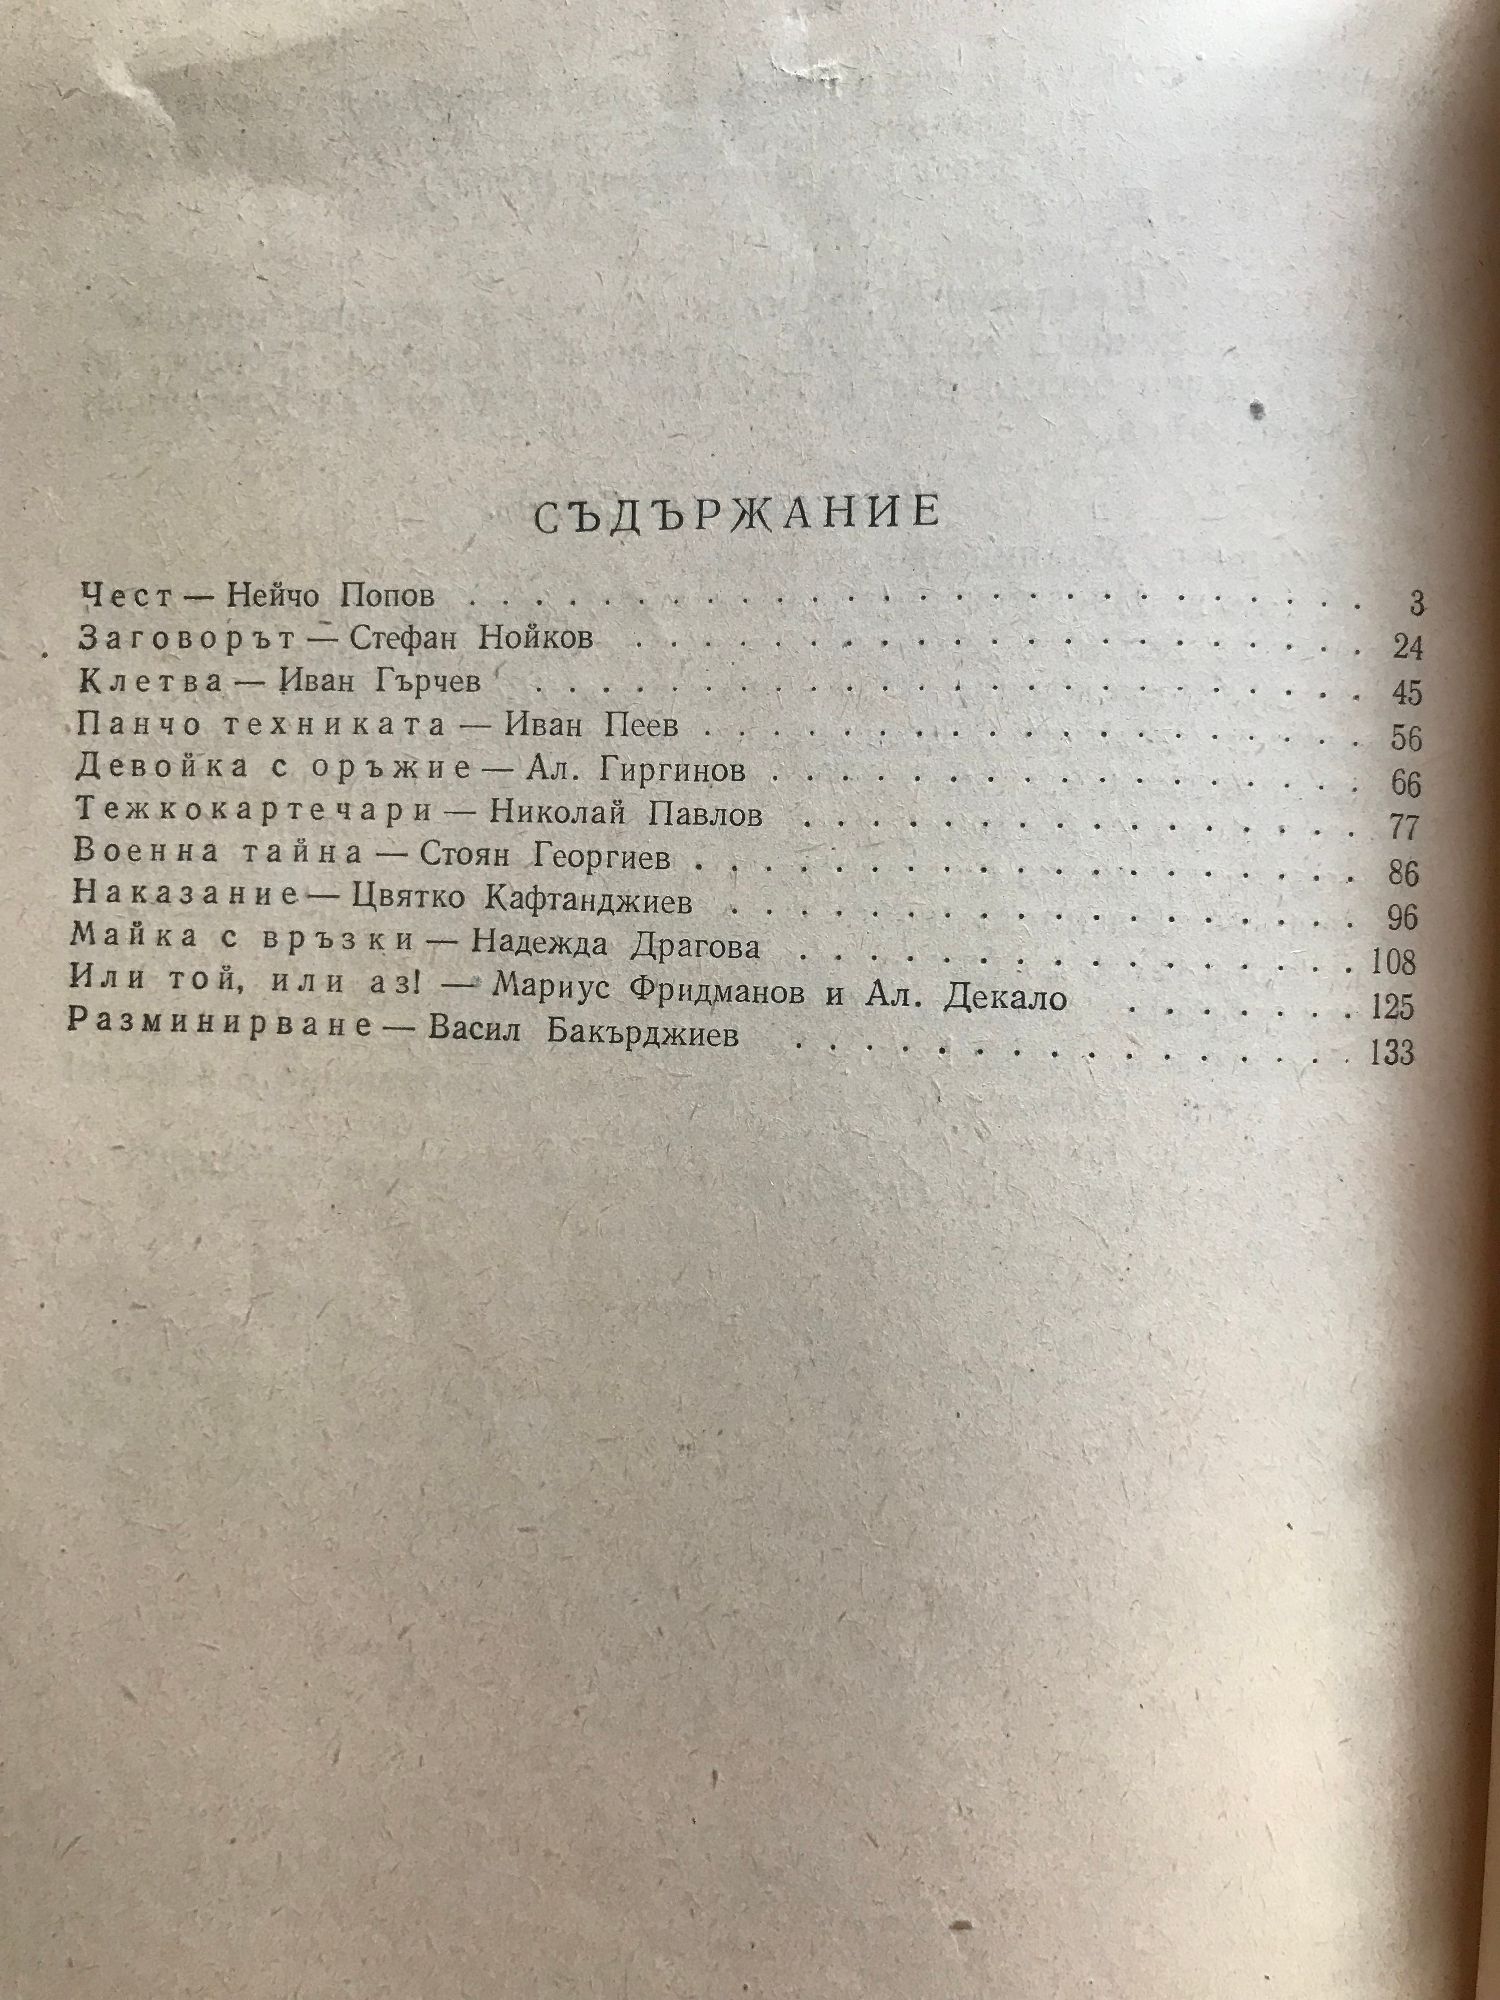 СЪДЪРЖАНИЕ
Чест — Нейчо Попов . . . . . . . . . . . . . . . . . . . . . . . . . . 3
Заговорът — Стефан Нойков . . . . . . . . . . . . . . . . . . . . . 24
Клетва — Иван Гърчев . . . . . . . . . . . . . . . . . . . . . . . . 45
Панчо техниката — Иван Пеев . . . . . . . . . . . . . . . . . . . 56
Девойка с оръжие — Ал. Гиргинов . . . . . . . . . . . . . . . . . 66
Тежкокартечари — Николай Павлов . . . . . . . . . . . . . . . . 77
Военна тайна — Стоян Георгиев . . . . . . . . . . . . . . . . . . . 86
Наказание — Цвятко Кафтанджиев . . . . . . . . . . . . . . . . . . 96
Майка с връзки — Надежда Драгова . . . . . . . . . . . . . . . . 108
Или той, или аз! — Мариус Фридманов и Ал. Декало . . . . . . . 125
Разминирване — Васил Бакърджиев . . . . . . . . . . . . . . . . 133